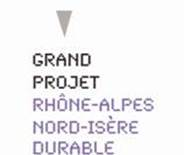 GRAND
PROJET
RHÔNE-ALPES
NORD-ISÈRE
DURABLE